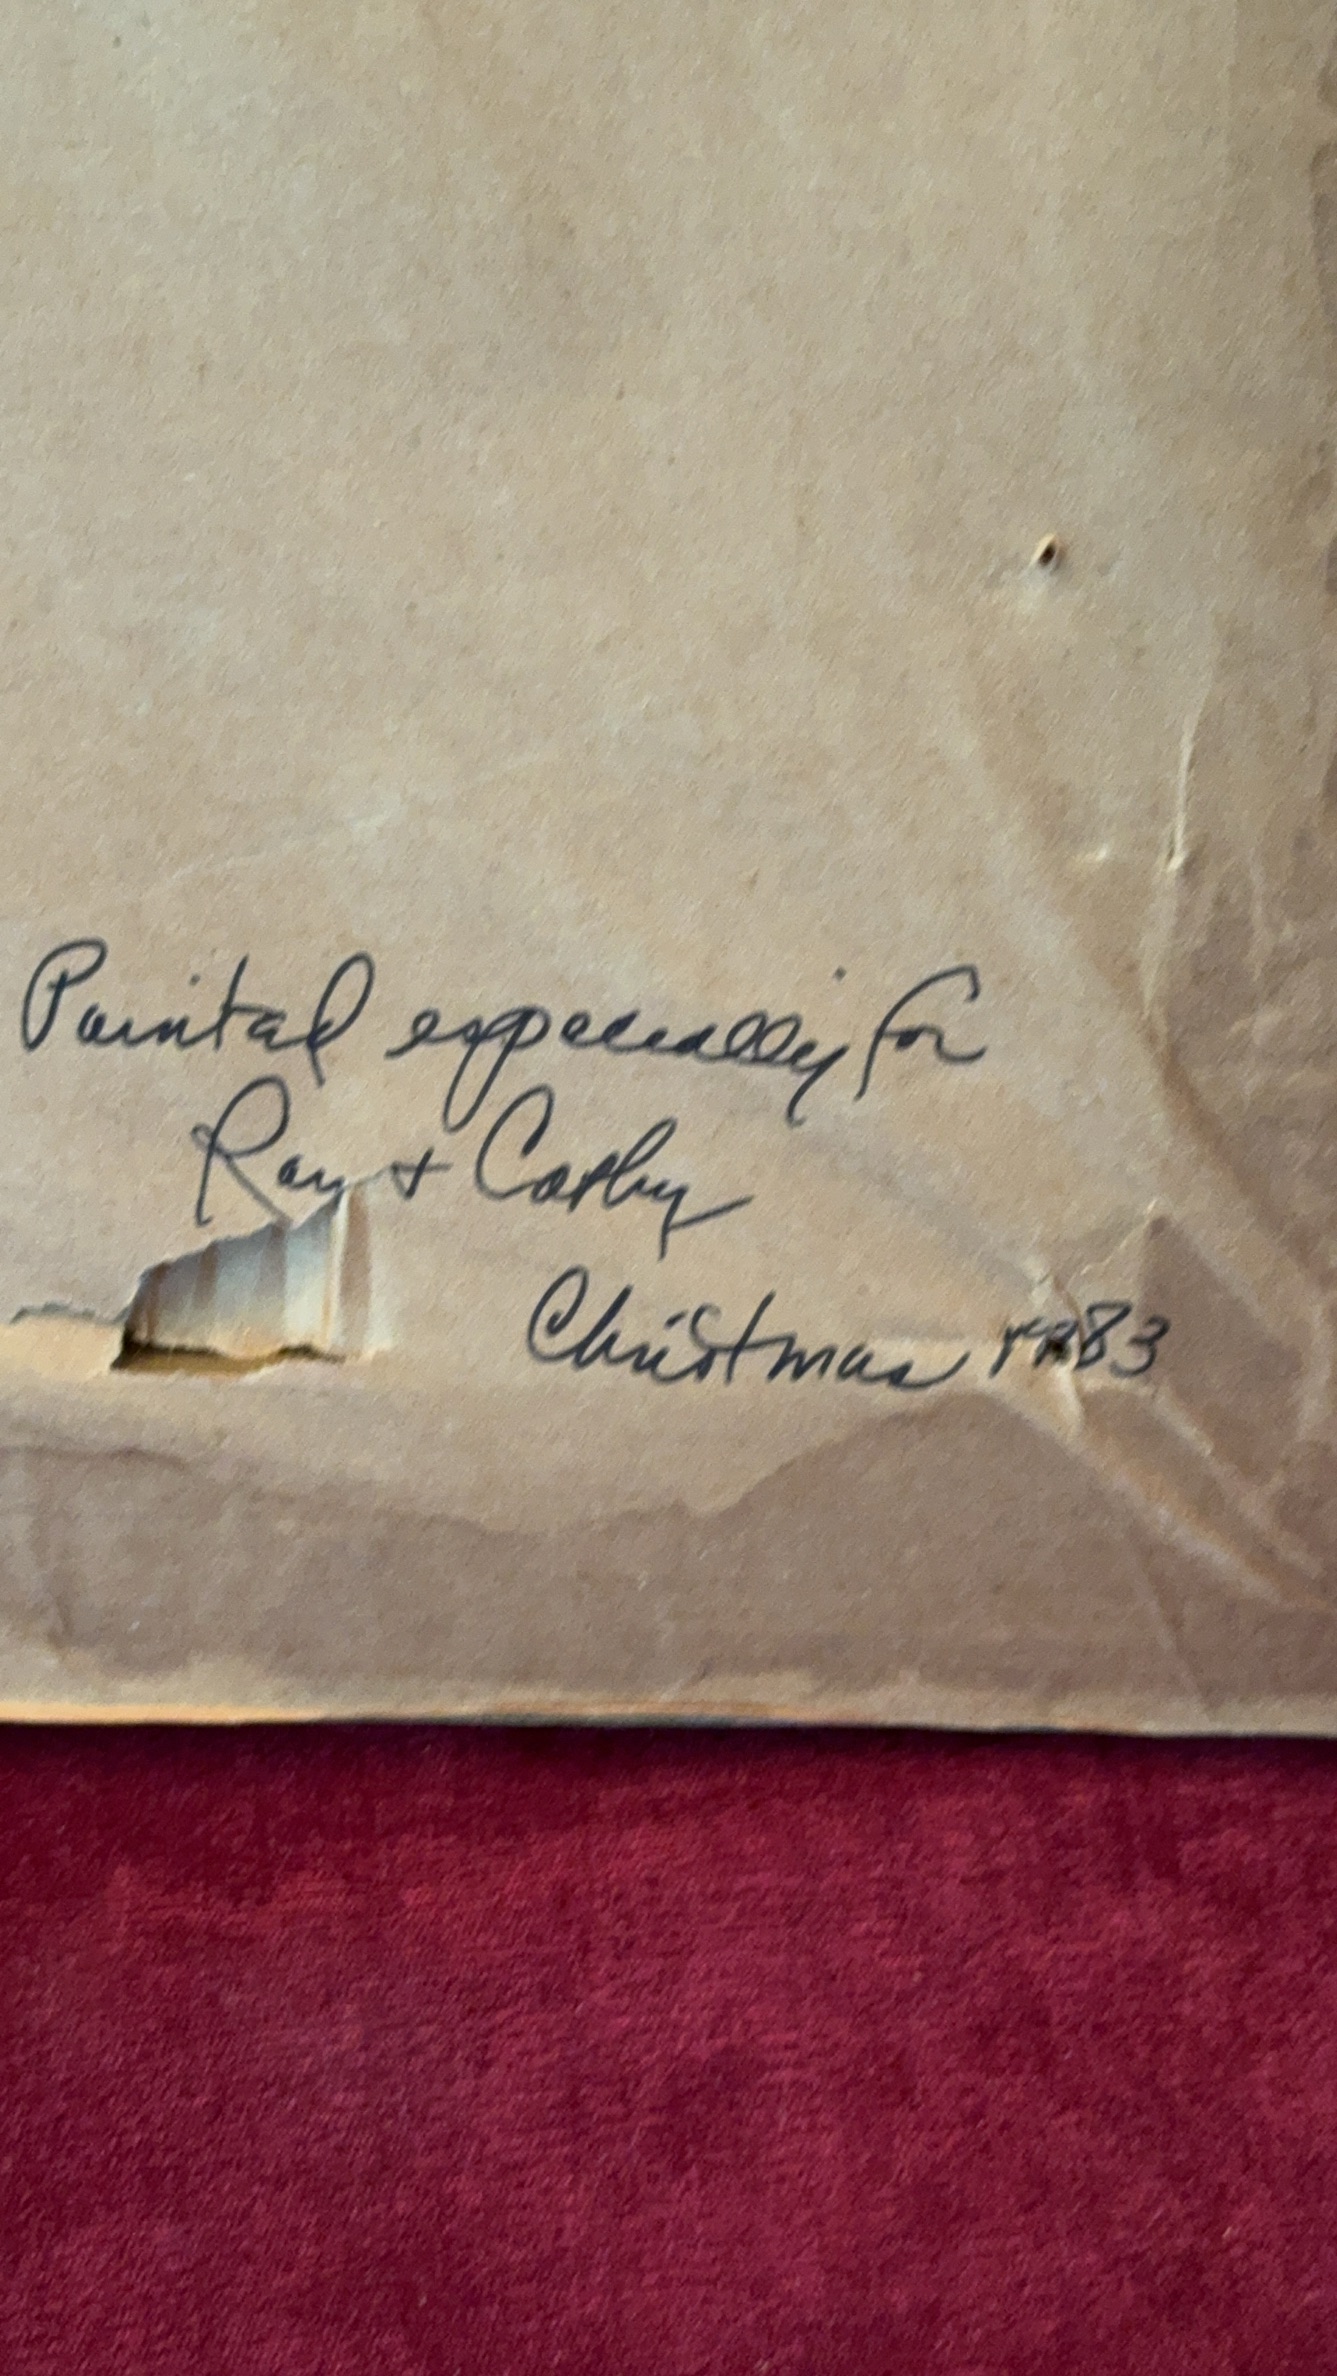 Painted especially for
Ray + Cathy
Christmas 1983